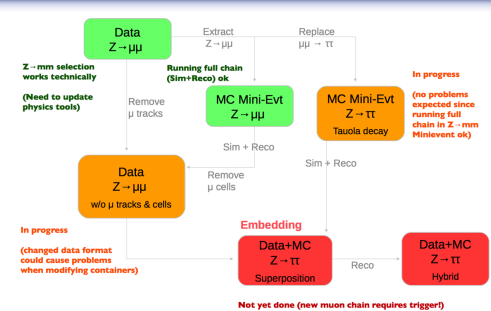 Data
Z→μμ
Extract
Z→μμ
Replace
μμ → ττ
Z→mm selection
works technically
(Need to update
physics tools)
Running full chain
(Sim+Reco) ok
In progress
(no problems
expected since
running full
chain in Z→mm
Minievent ok)
Remove
μ tracks
MC Mini-Evt
Z→μμ
MC Mini-Evt
Z→ττ
Tauola decay
Sim + Reco
Sim + Reco
Data
Z→μμ
w/o μ tracks & cells
Remove
μ cells
In progress
(changed data format
could cause problems
when modifying containers)
Embedding
Data+MC
Z→ττ
Superposition
Reco
Data+MC
Z→ττ
Hybrid
Not yet done (new muon chain requires trigger!)